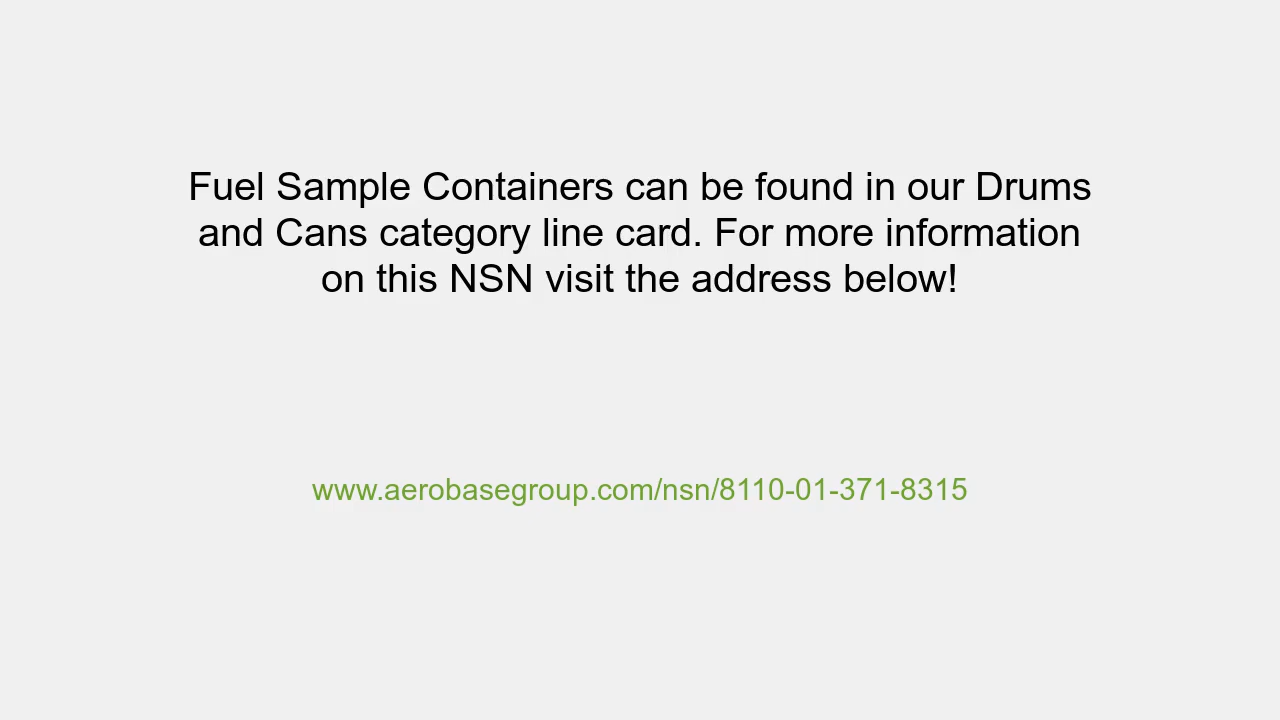 Fuel Sample Containers can be found in our Drums
and Cans category line card. For more information
on this NSN visit the address below!
www.aerobasegroup.com/nsn/8110-01-371-8315